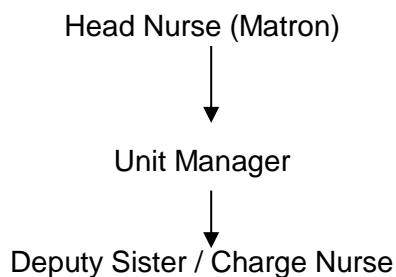 Head Nurse (Matron)
Unit Manager
Deputy Sister / Charge Nurse